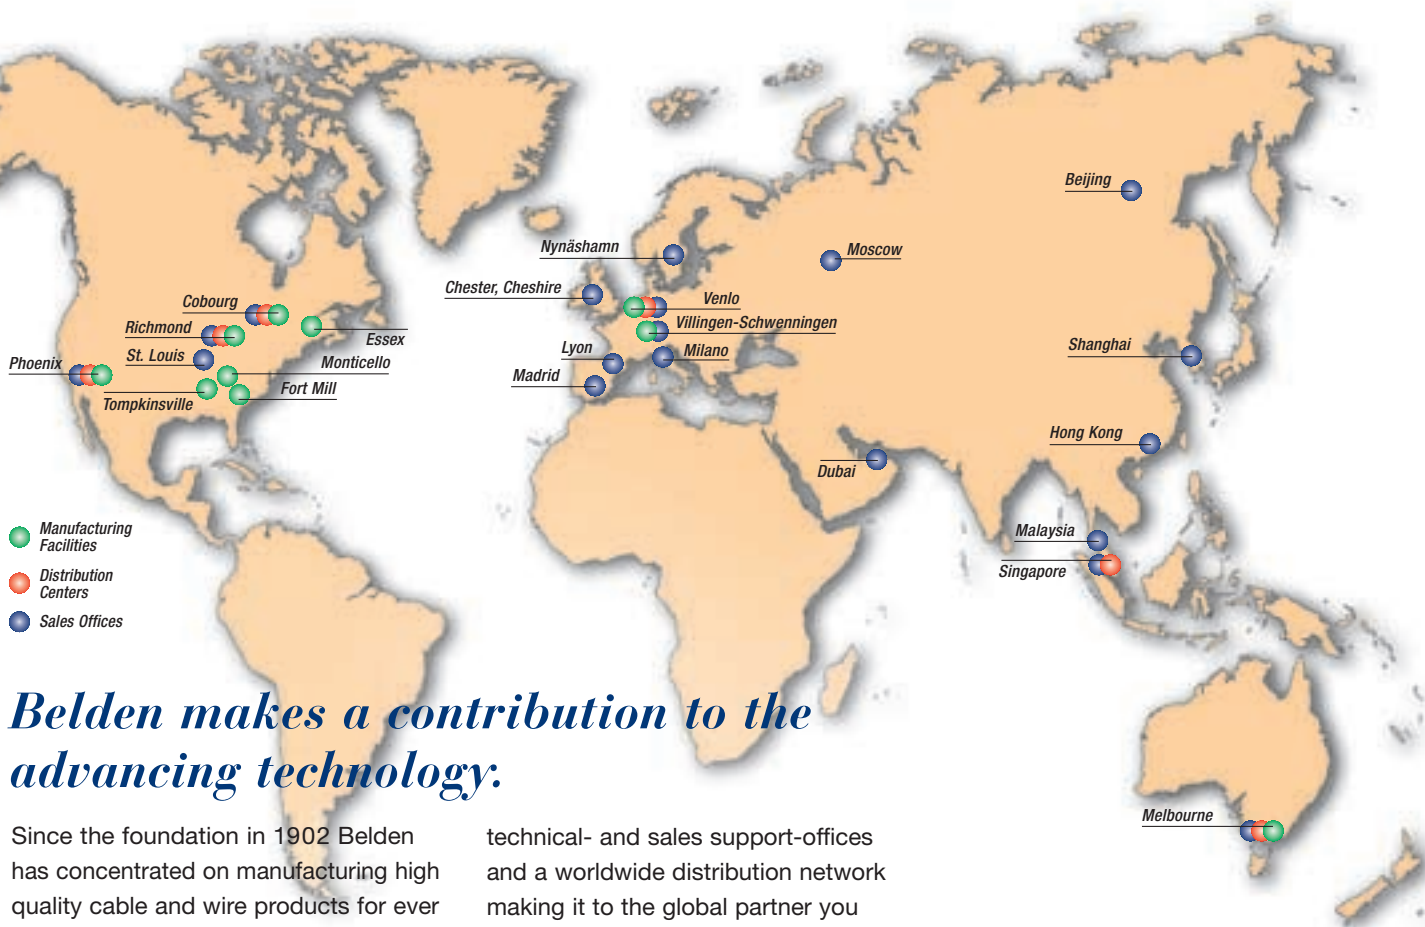 Beijing
Nynäshamn
Moscow
Chester, Cheshire
Venlo
Cobourg
Villingen-Schwenningen
Richmond
Essex
Lyon
Milano
Shanghai
St. Louis
Monticello
Phoenix
Madrid
Fort Mill
Tompkinsville
Hong Kong
Dubai
Malaysia
Singapore
Manufacturing
Facilities
Distribution
Centers
Sales Offices
Belden makes a contribution to the
advancing technology.
Melbourne
Since the foundation in 1902 Belden
has concentrated on manufacturing high
quality cable and wire products for ever
technical- and sales support-offices
and a worldwide distribution network
making it to the global partner you